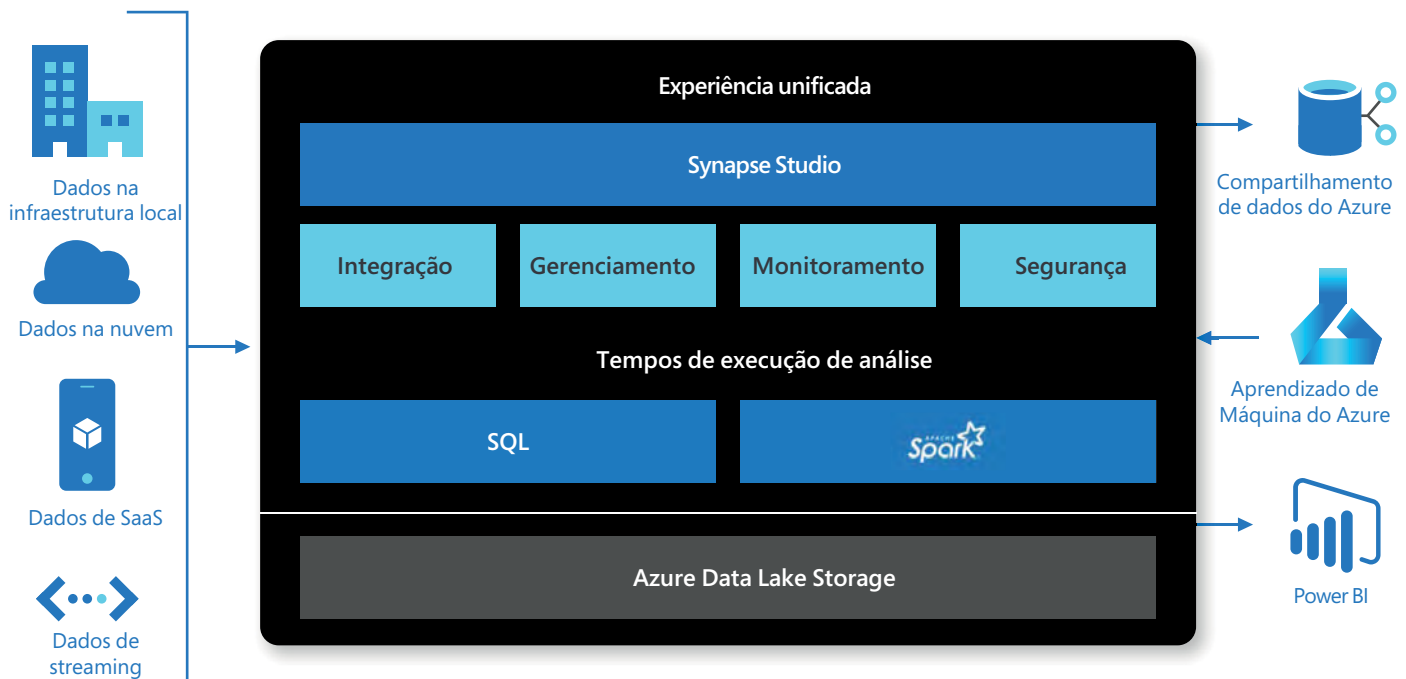 Dados na
infraestrutura local
Dados na nuvem
Dados de SaaS
Dados de
streaming
Experiência unificada
Synapse Studio
Integração
Gerenciamento
Monitoramento
Segurança
Tempos de execução de análise
SQL
APACHE
Spark
Azure Data Lake Storage
Compartilhamento
de dados do Azure
Aprendizado de
Máquina do Azure
Power BI